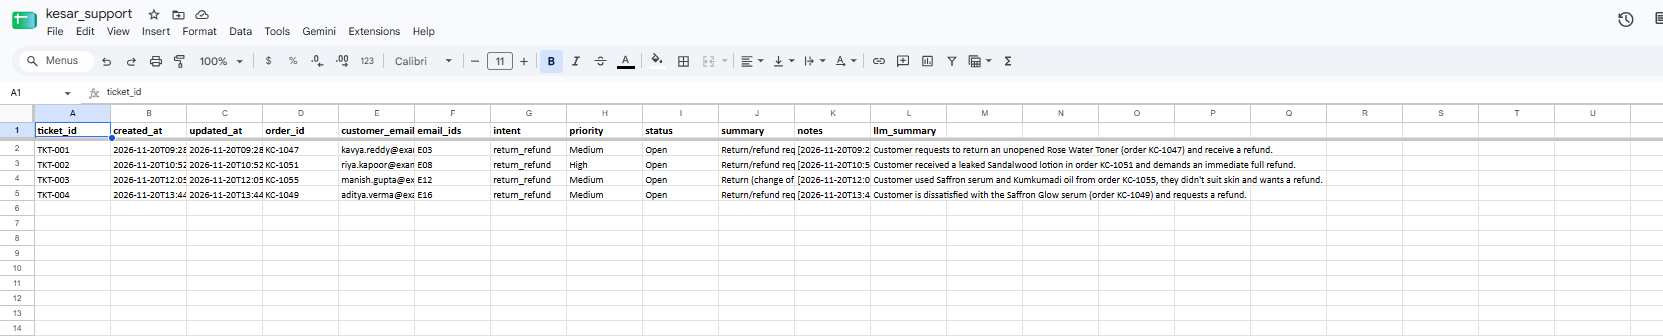 kesar_support
File Edit View Insert Format Data Tools Gemini Extensions Help
Menus 100% $ % .0 .00 123 Calibri 11 B I S A Σ
A1 fx ticket_id
A B C D E F G H I J K L M N O P Q R S T U
1 ticket_id created_at updated_at order_id customer_email email_ids intent priority status summary notes llm_summary
2 TKT-001 2026-11-20T09:28 2026-11-20T09:28 KC-1047 kavya.reddy@exar E03 return_refund Medium Open Return/refund req [2026-11-20T09:2 Customer requests to return an unopened Rose Water Toner (order KC-1047) and receive a refund.
3 TKT-002 2026-11-20T10:52 2026-11-20T10:52 KC-1051 riya.kapoor@exan E08 return_refund High Open Return/refund req [2026-11-20T10:5 Customer received a leaked Sandalwood lotion in order KC-1051 and demands an immediate full refund.
4 TKT-003 2026-11-20T12:05 2026-11-20T12:05 KC-1055 manish.gupta@ex E12 return_refund Medium Open Return (change of [2026-11-20T12:0 Customer used Saffron serum and Kumkumadi oil from order KC-1055, they didn't suit skin and wants a refund.
5 TKT-004 2026-11-20T13:44 2026-11-20T13:44 KC-1049 aditya.verma@exa E16 return_refund Medium Open Return/refund req [2026-11-20T13:4 Customer is dissatisfied with the Saffron Glow serum (order KC-1049) and requests a refund.
6
7
8
9
10
11
12
13
14